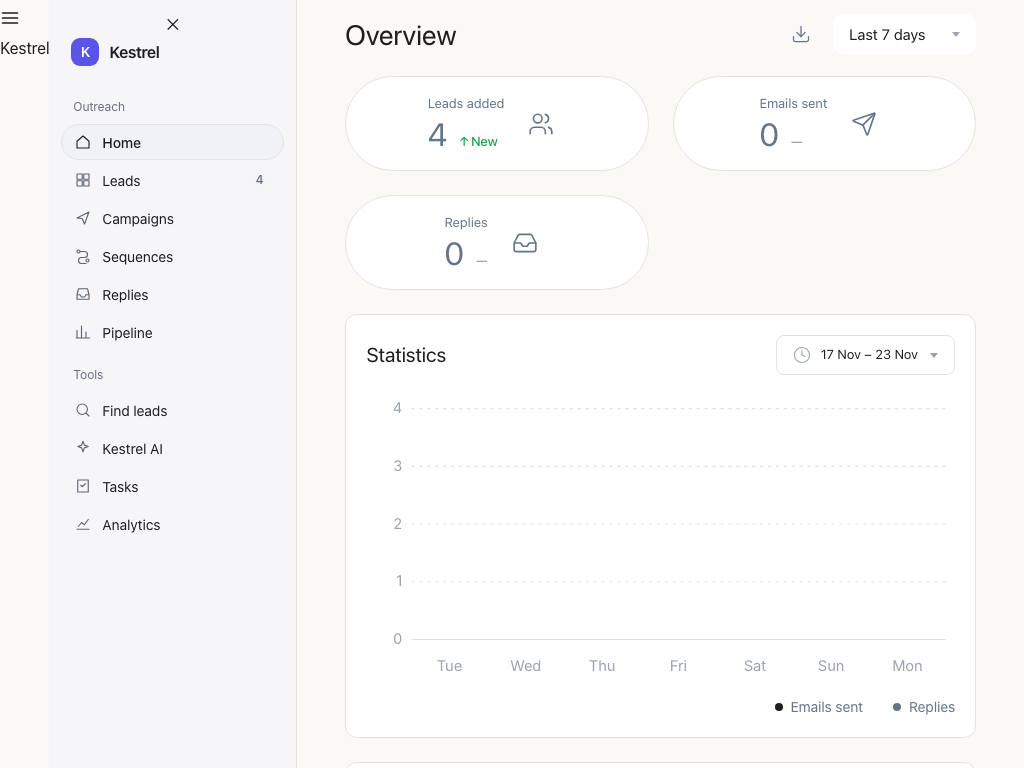 Kestrel
K Kestrel
Outreach
Home
Leads 4
Campaigns
Sequences
Replies
Pipeline
Tools
Find leads
Kestrel AI
Tasks
Analytics
Overview
Last 7 days
Leads added
4 ↑ New
Emails sent
0 –
Replies
0 –
Statistics
17 Nov – 23 Nov
4
3
2
1
0
Tue Wed Thu Fri Sat Sun Mon
Emails sent Replies